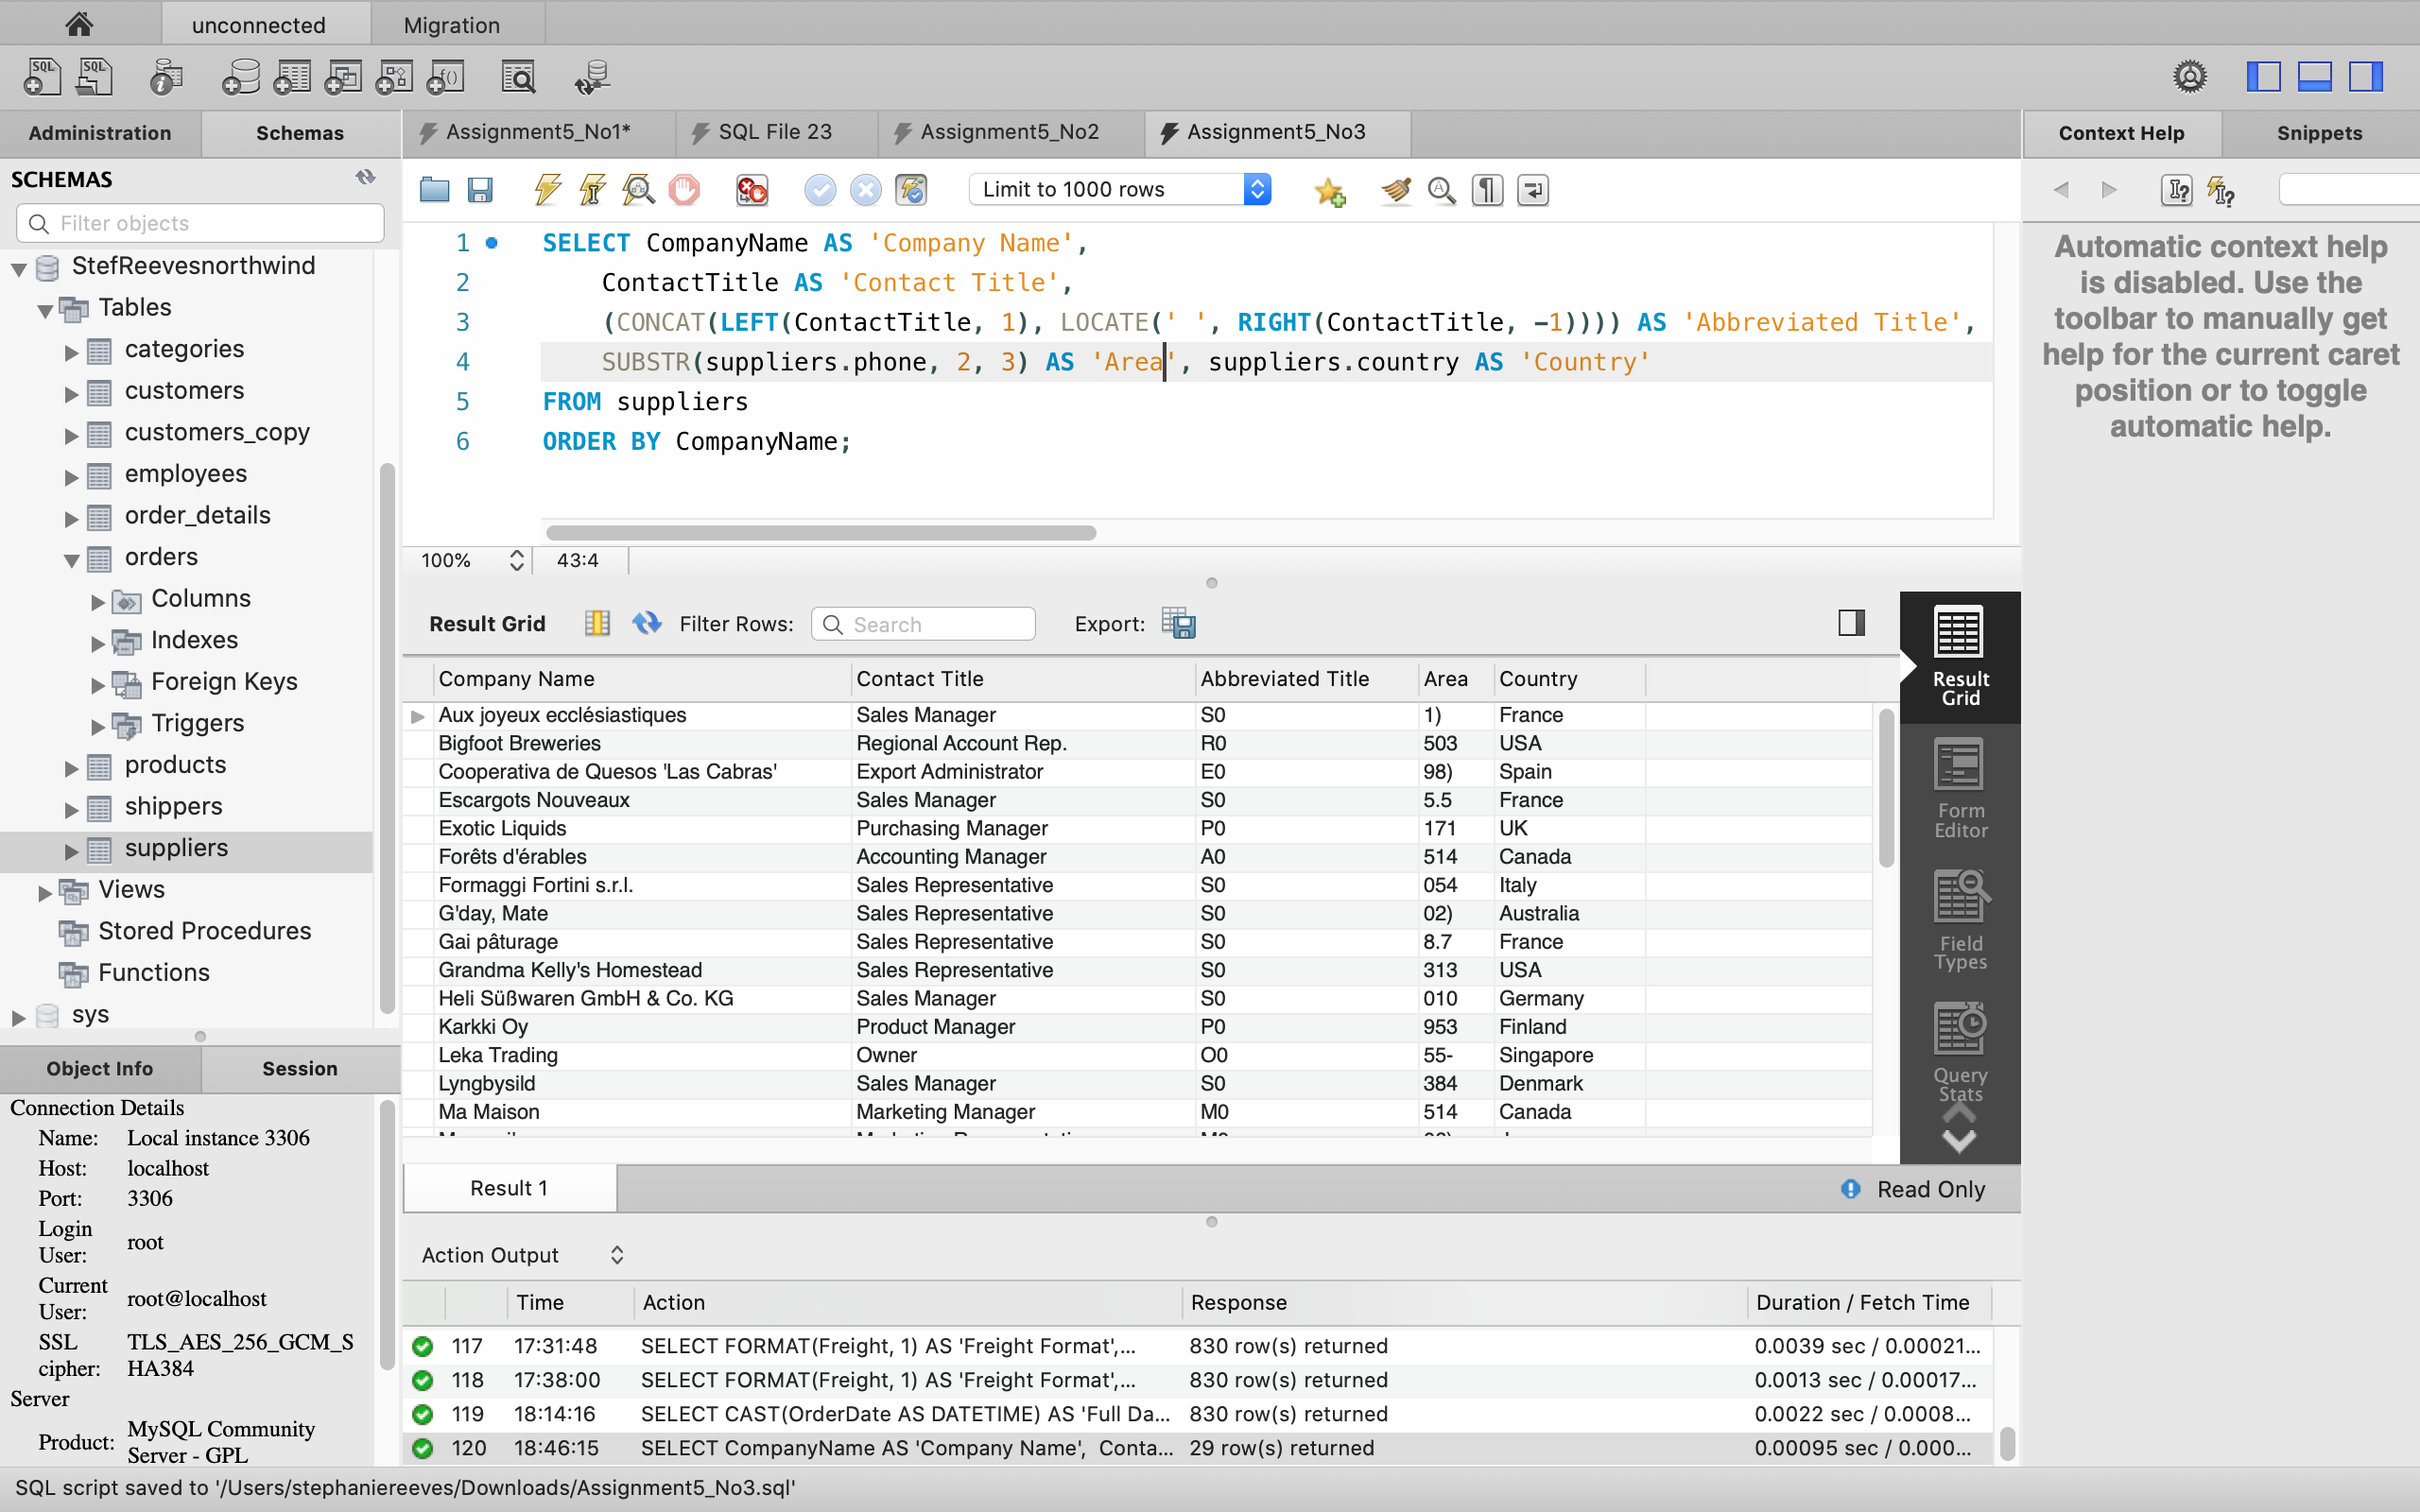 unconnected
Migration
Administration
Schemas
Assignment5_No1*
SQL File 23
Assignment5_No2
Assignment5_No3
Context Help
Snippets
SCHEMAS
Filter objects
StefReevesnorthwind
Tables
categories
customers
customers_copy
employees
order_details
orders
Columns
Indexes
Foreign Keys
Triggers
products
shippers
suppliers
Views
Stored Procedures
Functions
sys
Object Info
Session
Connection Details
Name: Local instance 3306
Host: localhost
Port: 3306
Login User: root
Current User: root@localhost
SSL cipher: TLS_AES_256_GCM_SHA384
Server
Product: MySQL Community Server - GPL
Limit to 1000 rows
1 SELECT CompanyName AS 'Company Name',
2 ContactTitle AS 'Contact Title',
3 (CONCAT(LEFT(ContactTitle, 1), LOCATE(' ', RIGHT(ContactTitle, -1)))) AS 'Abbreviated Title',
4 SUBSTR(suppliers.phone, 2, 3) AS 'Area', suppliers.country AS 'Country'
5 FROM suppliers
6 ORDER BY CompanyName;
100%
43:4
Result Grid
Filter Rows:
Search
Export:
Company Name Contact Title Abbreviated Title Area Country
Aux joyeux ecclésiastiques Sales Manager S0 1) France
Bigfoot Breweries Regional Account Rep. R0 503 USA
Cooperativa de Quesos 'Las Cabras' Export Administrator E0 98) Spain
Escargots Nouveaux Sales Manager S0 5.5 France
Exotic Liquids Purchasing Manager P0 171 UK
Forêts d'érables Accounting Manager A0 514 Canada
Formaggi Fortini s.r.l. Sales Representative S0 054 Italy
G'day, Mate Sales Representative S0 02) Australia
Gai pâturage Sales Representative S0 8.7 France
Grandma Kelly's Homestead Sales Representative S0 313 USA
Heli Süßwaren GmbH & Co. KG Sales Manager S0 010 Germany
Karkki Oy Product Manager P0 953 Finland
Leka Trading Owner O0 55- Singapore
Lyngbysild Sales Manager S0 384 Denmark
Ma Maison Marketing Manager M0 514 Canada
Result Grid
Form Editor
Field Types
Query Stats
Result 1
Read Only
Action Output
Time Action Response Duration / Fetch Time
117 17:31:48 SELECT FORMAT(Freight, 1) AS 'Freight Format',... 830 row(s) returned 0.0039 sec / 0.00021...
118 17:38:00 SELECT FORMAT(Freight, 1) AS 'Freight Format',... 830 row(s) returned 0.0013 sec / 0.00017...
119 18:14:16 SELECT CAST(OrderDate AS DATETIME) AS 'Full Da... 830 row(s) returned 0.0022 sec / 0.0008...
120 18:46:15 SELECT CompanyName AS 'Company Name', Conta... 29 row(s) returned 0.00095 sec / 0.000...
Automatic context help
is disabled. Use the
toolbar to manually get
help for the current caret
position or to toggle
automatic help.
SQL script saved to '/Users/stephaniereeves/Downloads/Assignment5_No3.sql'